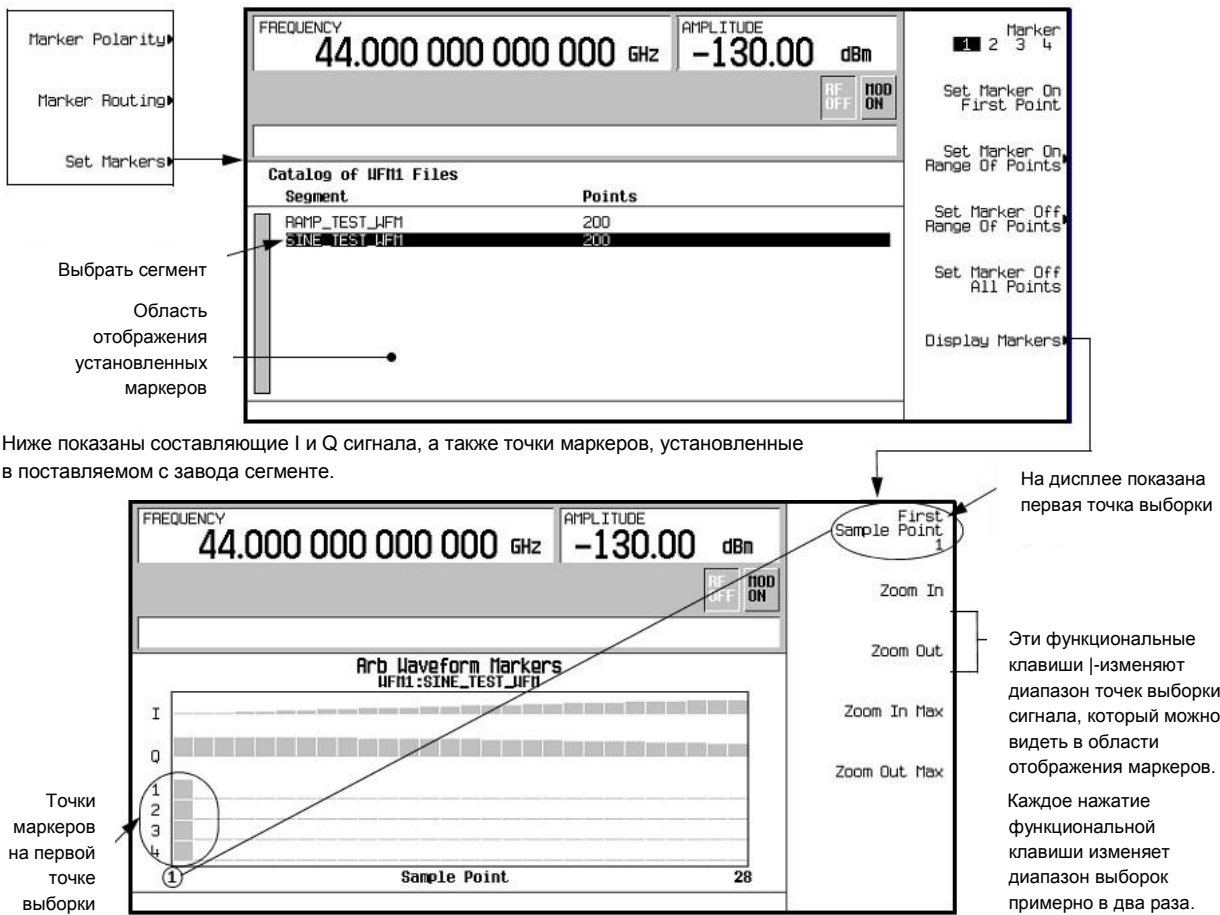 Marker Polarity
Marker Routing
Set Markers
FREQUENCY
44.000 000 000 000 GHz
AMPLITUDE
-130.00 dBm
RF OFF
MOD ON
Catalog of WFM1 Files
Segment Points
RAMP_TEST_WFM 200
SINE_TEST_WFM 200
Marker
1 2 3 4
Set Marker On
First Point
Set Marker On
Range Of Points
Set Marker Off
Range Of Points
Set Marker Off
All Points
Display Markers
Выбрать сегмент
Область
отображения
установленных
маркеров
Ниже показаны составляющие I и Q сигнала, а также точки маркеров, установленные
в поставляемом с завода сегменте.
На дисплее показана
первая точка выборки
FREQUENCY
44.000 000 000 000 GHz
AMPLITUDE
-130.00 dBm
RF OFF
MOD ON
First
Sample Point
1
Zoom In
Zoom Out
Zoom In Max
Zoom Out Max
Arb Waveform Markers
WFM1:SINE_TEST_WFM
I
Q
1
2
3
4
1 Sample Point 28
Точки
маркеров
на первой
точке
выборки
Эти функциональные
клавиши |-изменяют
диапазон точек выборки
сигнала, который можно
видеть в области
отображения маркеров.
Каждое нажатие
функциональной
клавиши изменяет
диапазон выборок
примерно в два раза.